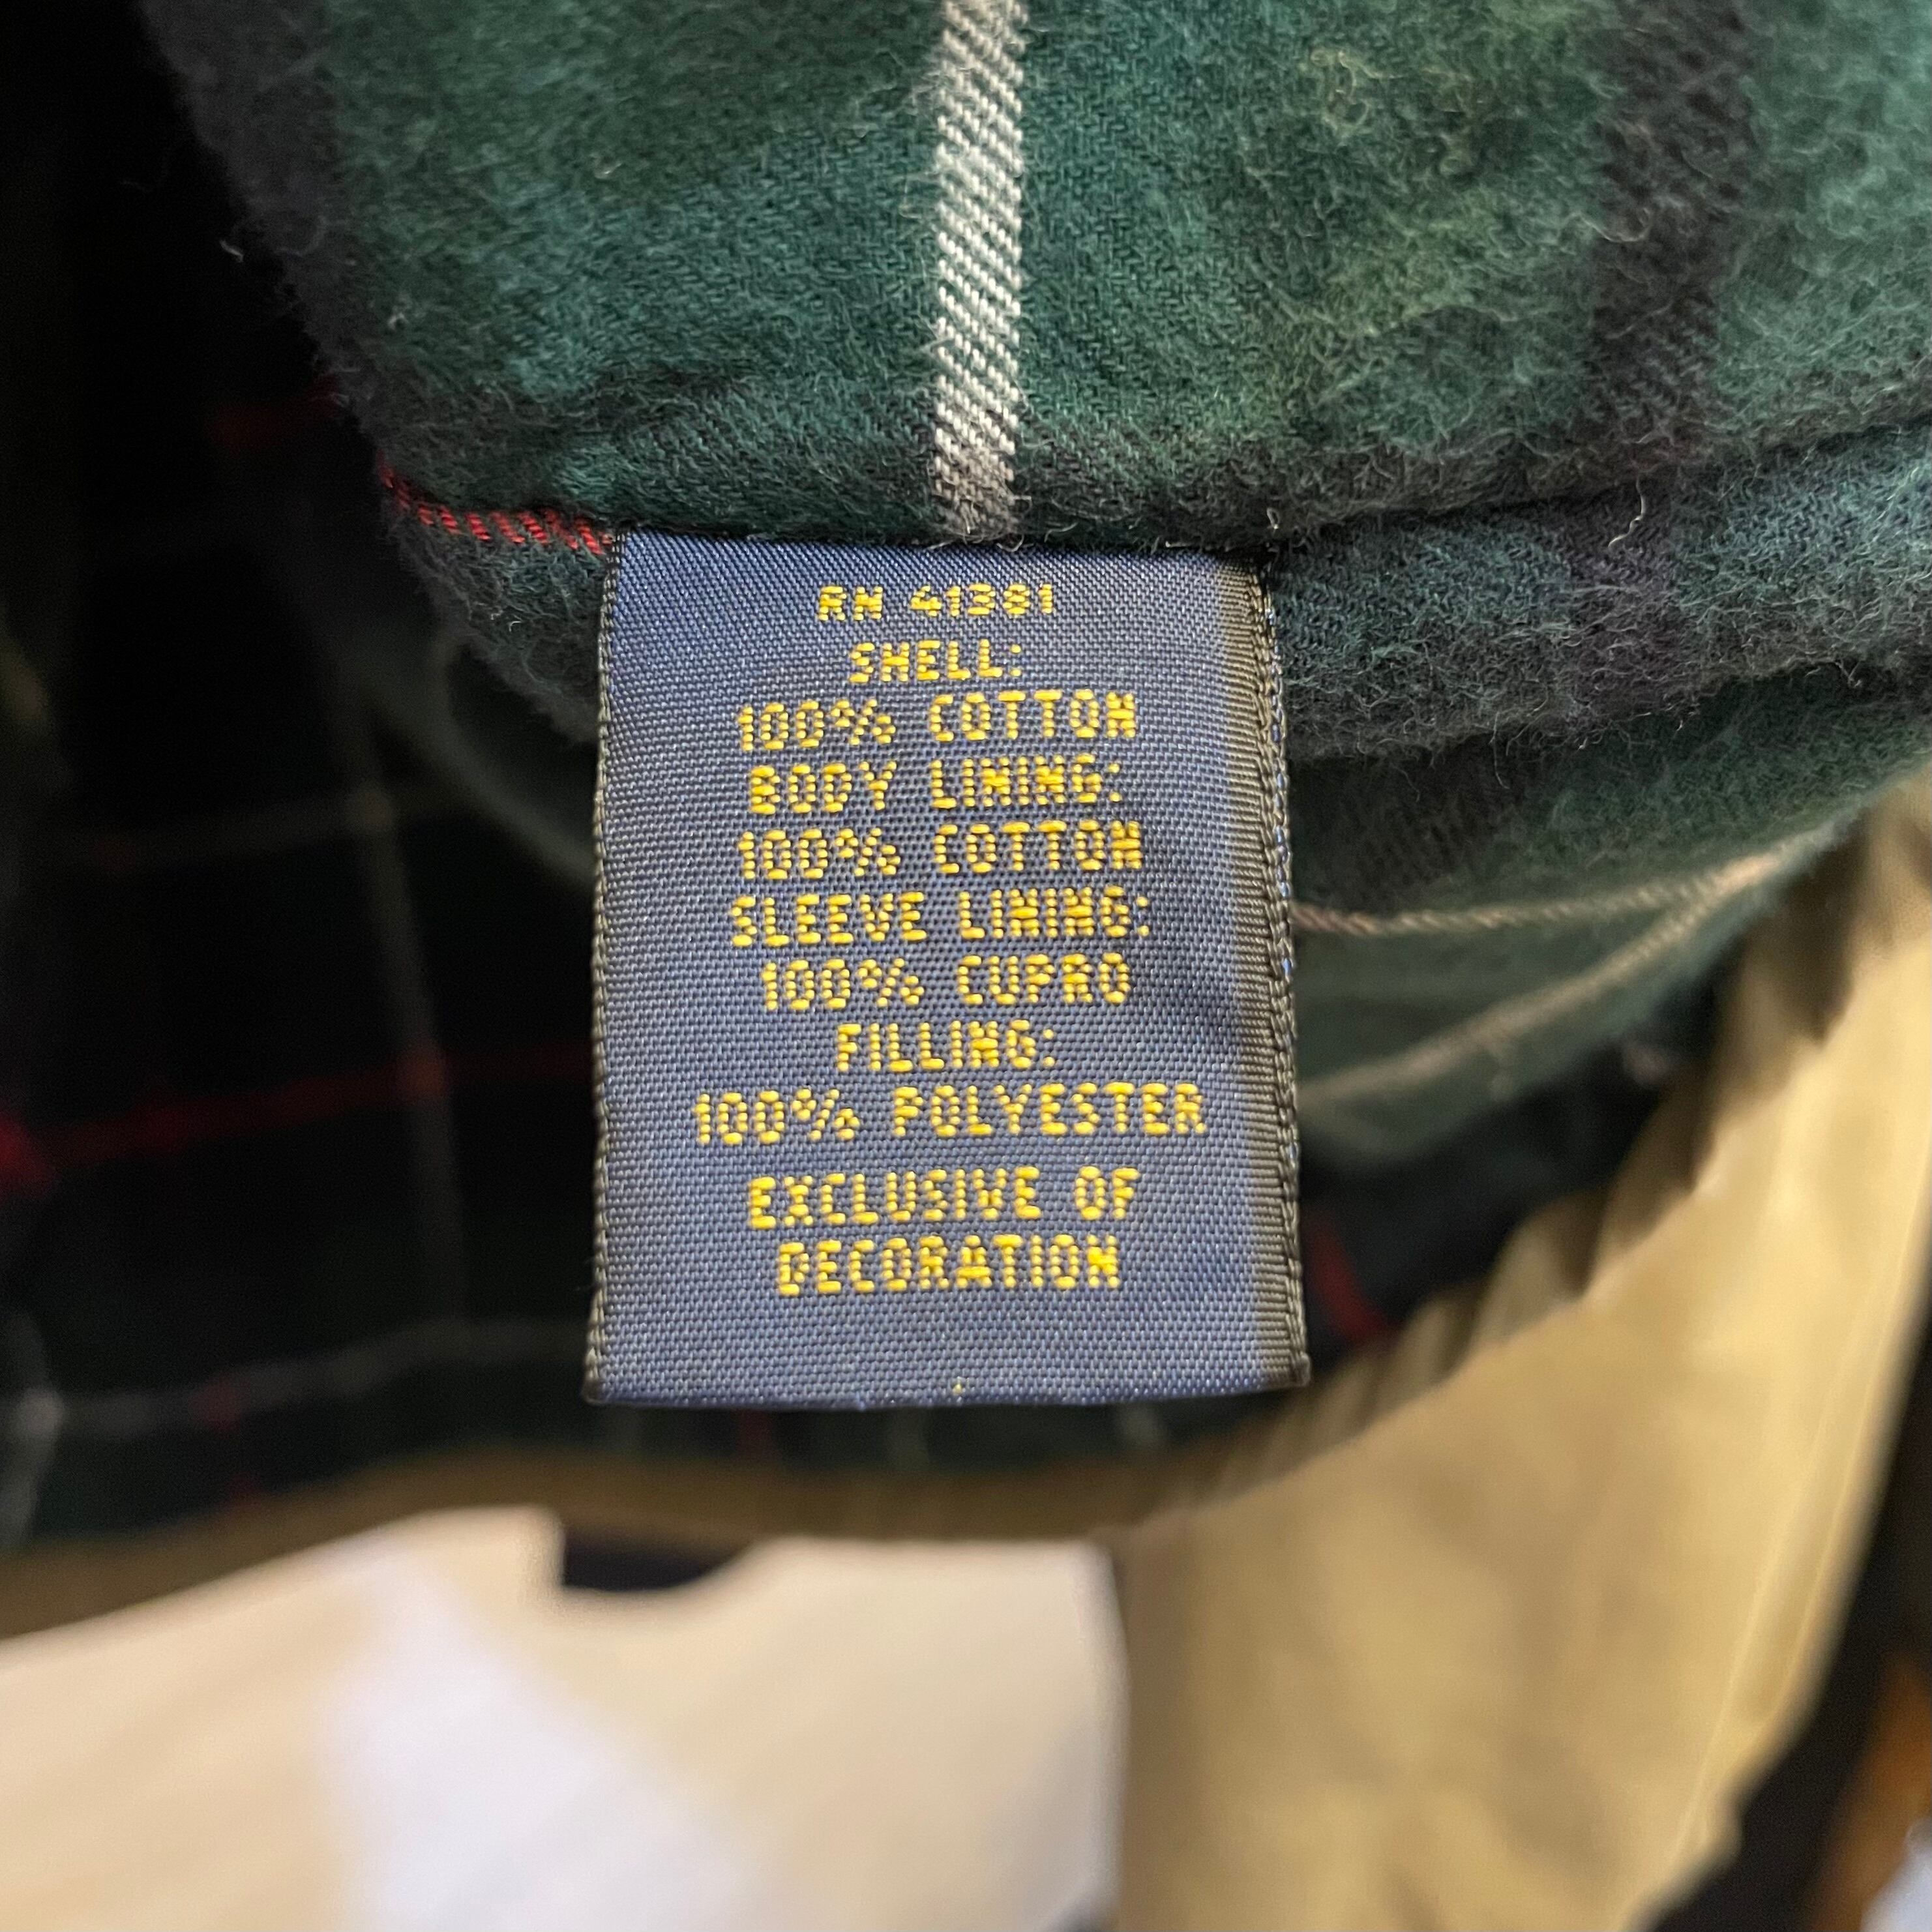 RN 41381
SHELL:
100% COTTON
BODY LINING:
100% COTTON
SLEEVE LINING:
100% CUPRO
FILLING:
100% POLYESTER
EXCLUSIVE OF
DECORATION